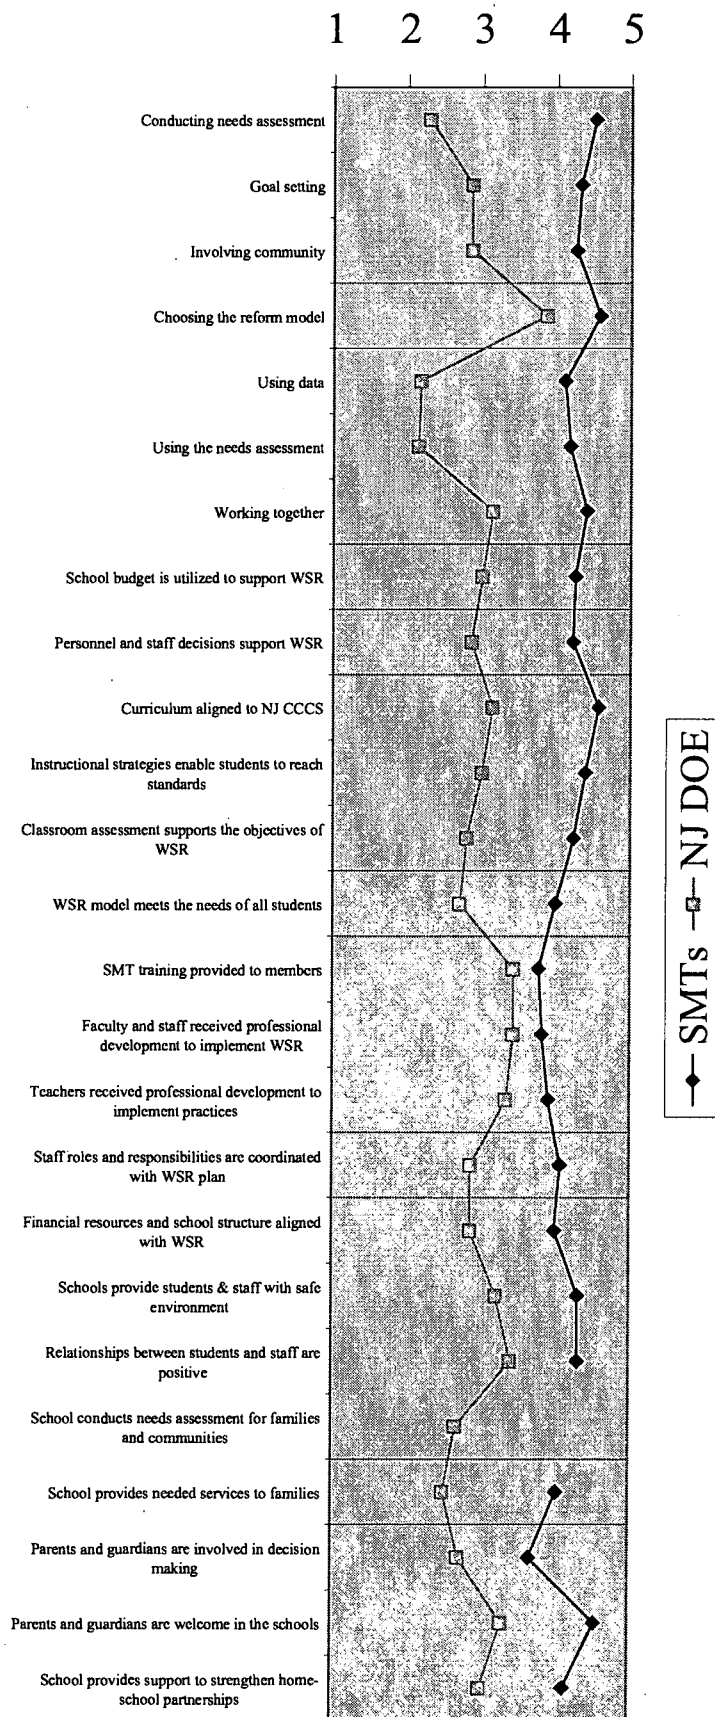 1 2 3 4 5
Conducting needs assessment
Goal setting
Involving community
Choosing the reform model
Using data
Using the needs assessment
Working together
School budget is utilized to support WSR
Personnel and staff decisions support WSR
Curriculum aligned to NJ CCCS
Instructional strategies enable students to reach
standards
Classroom assessment supports the objectives of
WSR
WSR model meets the needs of all students
SMT training provided to members
Faculty and staff received professional
development to implement WSR
Teachers received professional development to
implement practices
Staff roles and responsibilities are coordinated
with WSR plan
Financial resources and school structure aligned
with WSR
Schools provide students & staff with safe
environment
Relationships between students and staff are
positive
School conducts needs assessment for families
and communities
School provides needed services to families
Parents and guardians are involved in decision
making
Parents and guardians are welcome in the schools
School provides support to strengthen home-
school partnerships
SMTs NJ DOE